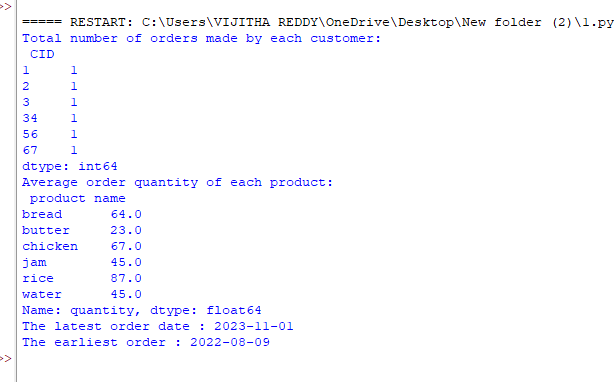 >>
===== RESTART: C:\Users\VIJITHA REDDY\OneDrive\Desktop\New folder (2)\1.py
Total number of orders made by each customer:
 CID
1     1
2     1
3     1
34    1
56    1
67    1
dtype: int64
Average order quantity of each product:
 product name
bread      64.0
butter     23.0
chicken    67.0
jam        45.0
rice       87.0
water      45.0
Name: quantity, dtype: float64
The latest order date : 2023-11-01
The earliest order : 2022-08-09
>>